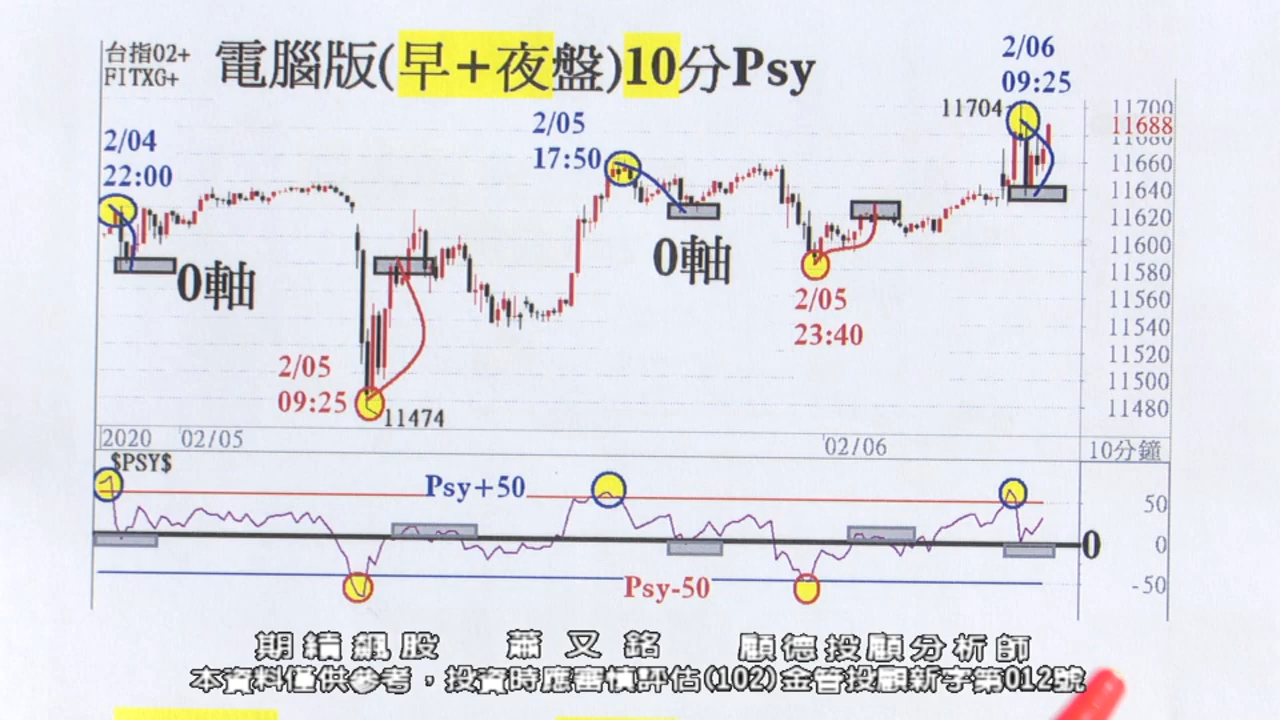 台指02+
FITXG+
電腦版(早+夜盤)10分Psy
2/06
09:25
11704
2/04
22:00
2/05
17:50
0軸
0軸
2/05
09:25
11474
2/05
23:40
11700
11688
11680
11660
11640
11620
11600
11580
11560
11540
11520
11500
11480
2020
02/05
02/06
10分鐘
$PSY$
Psy+50
Psy-50
50
0
0
-50
期續飆股 蕭又銘 顧德投顧分析師
本資料僅供參考，投資時應審慎評估(102)金管投顧新字第012號